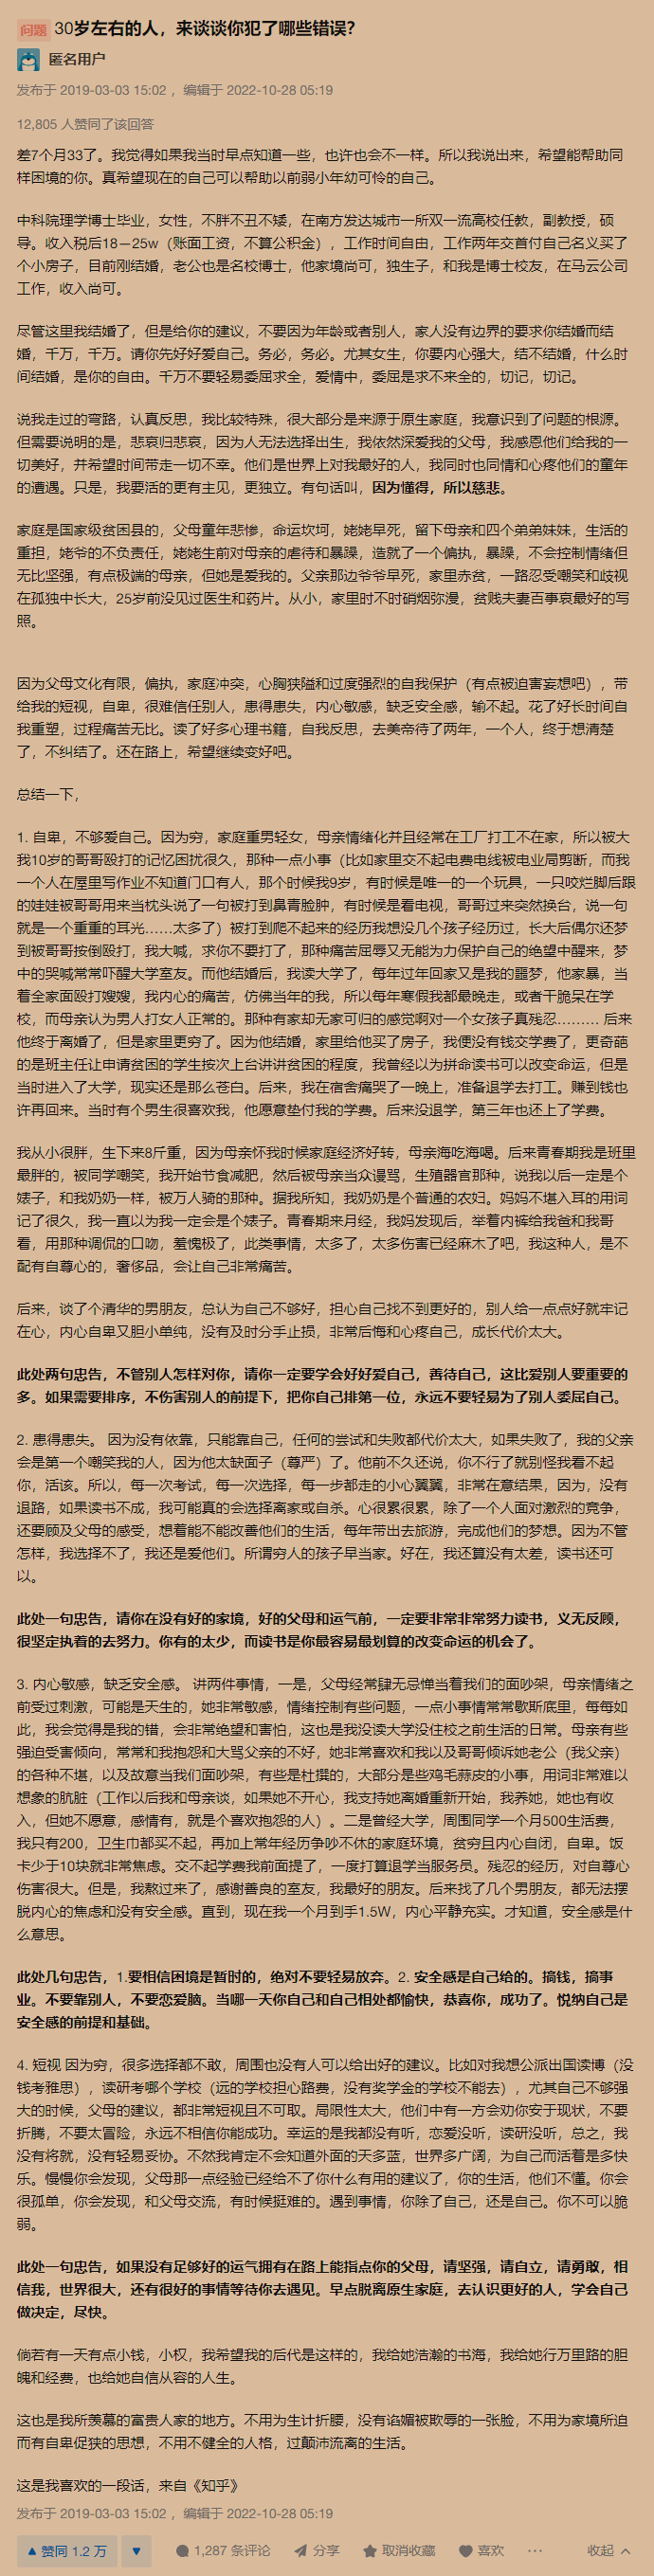 问题 30岁左右的人，来谈谈你犯了哪些错误？
匿名用户
发布于 2019-03-03 15:02 ，编辑于 2022-10-28 05:19
12,805 人赞同了该回答
差7个月33了。我觉得如果我当时早点知道一些，也许也会不一样。所以我说出来，希望能帮助同
样困境的你。真希望现在的自己可以帮助以前弱小年幼可怜的自己。
中科院理学博士毕业，女性，不胖不丑不矮，在南方发达城市一所双一流高校任教，副教授，硕
导。收入税后18－25w（账面工资，不算公积金），工作时间自由，工作两年交首付自己名义买了
个小房子，目前刚结婚，老公也是名校博士，他家境尚可，独生子，和我是博士校友，在马云公司
工作，收入尚可。
尽管这里我结婚了，但是给你的建议，不要因为年龄或者别人，家人没有边界的要求你结婚而结
婚，千万，千万。请你先好好爱自己。务必，务必。尤其女生，你要内心强大，结不结婚，什么时
间结婚，是你的自由。千万不要轻易委屈求全，爱情中，委屈是求不来全的，切记，切记。
说我走过的弯路，认真反思，我比较特殊，很大部分是来源于原生家庭，我意识到了问题的根源。
但需要说明的是，悲哀归悲哀，因为人无法选择出生，我依然深爱我的父母，我感恩他们给我的一
切美好，并希望时间带走一切不幸。他们是世界上对我最好的人，我同时也同情和心疼他们的童年
的遭遇。只是，我要活的更有主见，更独立。有句话叫，因为懂得，所以慈悲。
家庭是国家级贫困县的，父母童年悲惨，命运坎坷，姥姥早死，留下母亲和四个弟弟妹妹，生活的
重担，姥爷的不负责任，姥姥生前对母亲的虐待和暴躁，造就了一个偏执，暴躁，不会控制情绪但
无比坚强，有点极端的母亲，但她是爱我的。父亲那边爷爷早死，家里赤贫，一路忍受嘲笑和歧视
在孤独中长大，25岁前没见过医生和药片。从小，家里时不时硝烟弥漫，贫贱夫妻百事哀最好的写
照。
因为父母文化有限，偏执，家庭冲突，心胸狭隘和过度强烈的自我保护（有点被迫害妄想吧），带
给我的短视，自卑，很难信任别人，患得患失，内心敏感，缺乏安全感，输不起。花了好长时间自
我重塑，过程痛苦无比。读了好多心理书籍，自我反思，去美帝待了两年，一个人，终于想清楚
了，不纠结了。还在路上，希望继续变好吧。
总结一下，
1. 自卑，不够爱自己。因为穷，家庭重男轻女，母亲情绪化并且经常在工厂打工不在家，所以被大
我10岁的哥哥殴打的记忆困扰很久，那种一点小事（比如家里交不起电费电线被电业局剪断，而我
一个人在屋里写作业不知道门口有人，那个时候我9岁，有时候是唯一的一个玩具，一只咬烂脚后跟
的娃娃被哥哥用来当枕头说了一句被打到鼻青脸肿，有时候是看电视，哥哥过来突然换台，说一句
就是一个重重的耳光……太多了）被打到爬不起来的经历我想没几个孩子经历过，长大后偶尔还梦
到被哥哥按倒殴打，我大喊，求你不要打了，那种痛苦屈辱又无能为力保护自己的绝望中醒来，梦
中的哭喊常常吓醒大学室友。而他结婚后，我读大学了，每年过年回家又是我的噩梦，他家暴，当
着全家面殴打嫂嫂，我内心的痛苦，仿佛当年的我，所以每年寒假我都最晚走，或者干脆呆在学
校，而母亲认为男人打女人正常的。那种有家却无家可归的感觉啊对一个女孩子真残忍……… 后来
他终于离婚了，但是家里更穷了。因为他结婚，家里给他买了房子，我便没有钱交学费了，更奇葩
的是班主任让申请贫困的学生按次上台讲讲贫困的程度，我曾经以为拼命读书可以改变命运，但是
当时进入了大学，现实还是那么苍白。后来，我在宿舍痛哭了一晚上，准备退学去打工。赚到钱也
许再回来。当时有个男生很喜欢我，他愿意垫付我的学费。后来没退学，第三年也还上了学费。
我从小很胖，生下来8斤重，因为母亲怀我时候家庭经济好转，母亲海吃海喝。后来青春期我是班里
最胖的，被同学嘲笑，我开始节食减肥，然后被母亲当众谩骂，生殖器官那种，说我以后一定是个
婊子，和我奶奶一样，被万人骑的那种。据我所知，我奶奶是个普通的农妇。妈妈不堪入耳的用词
记了很久，我一直以为我一定会是个婊子。青春期来月经，我妈发现后，举着内裤给我爸和我哥
看，用那种调侃的口吻，羞愧极了，此类事情，太多了，太多伤害已经麻木了吧，我这种人，是不
配有自尊心的，奢侈品，会让自己非常痛苦。
后来，谈了个清华的男朋友，总认为自己不够好，担心自己找不到更好的，别人给一点点好就牢记
在心，内心自卑又胆小单纯，没有及时分手止损，非常后悔和心疼自己，成长代价太大。
此处两句忠告，不管别人怎样对你，请你一定要学会好好爱自己，善待自己，这比爱别人要重要的
多。如果需要排序，不伤害别人的前提下，把你自己排第一位，永远不要轻易为了别人委屈自己。
2. 患得患失。 因为没有依靠，只能靠自己，任何的尝试和失败都代价太大，如果失败了，我的父亲
会是第一个嘲笑我的人，因为他太缺面子（尊严）了。他前不久还说，你不行了就别怪我看不起
你，活该。所以，每一次考试，每一次选择，每一步都走的小心翼翼，非常在意结果，因为，没有
退路，如果读书不成，我可能真的会选择离家或自杀。心很累很累，除了一个人面对激烈的竞争，
还要顾及父母的感受，想着能不能改善他们的生活，每年带出去旅游，完成他们的梦想。因为不管
怎样，我选择不了，我还是爱他们。所谓穷人的孩子早当家。好在，我还算没有太差，读书还可
以。
此处一句忠告，请你在没有好的家境，好的父母和运气前，一定要非常非常努力读书，义无反顾，
很坚定执着的去努力。你有的太少，而读书是你最容易最划算的改变命运的机会了。
3. 内心敏感，缺乏安全感。 讲两件事情，一是，父母经常肆无忌惮当着我们的面吵架，母亲情绪之
前受过刺激，可能是天生的，她非常敏感，情绪控制有些问题，一点小事情常常歇斯底里，每每如
此，我会觉得是我的错，会非常绝望和害怕，这也是我没读大学没住校之前生活的日常。母亲有些
强迫受害倾向，常常和我抱怨和大骂父亲的不好，她非常喜欢和我以及哥哥倾诉她老公（我父亲）
的各种不堪，以及故意当我们面吵架，有些是杜撰的，大部分是些鸡毛蒜皮的小事，用词非常难以
想象的肮脏（工作以后我和母亲谈，如果她不开心，我支持她离婚重新开始，我养她，她也有收
入，但她不愿意，感情有，就是个喜欢抱怨的人）。二是曾经大学，周围同学一个月500生活费，
我只有200，卫生巾都买不起，再加上常年经历争吵不休的家庭环境，贫穷且内心自闭，自卑。饭
卡少于10块就非常焦虑。交不起学费我前面提了，一度打算退学当服务员。残忍的经历，对自尊心
伤害很大。但是，我熬过来了，感谢善良的室友，我最好的朋友。后来找了几个男朋友，都无法摆
脱内心的焦虑和没有安全感。直到，现在我一个月到手1.5W，内心平静充实。才知道，安全感是什
么意思。
此处几句忠告，1.要相信困境是暂时的，绝对不要轻易放弃。2. 安全感是自己给的。搞钱，搞事
业。不要靠别人，不要恋爱脑。当哪一天你自己和自己相处都愉快，恭喜你，成功了。悦纳自己是
安全感的前提和基础。
4. 短视 因为穷，很多选择都不敢，周围也没有人可以给出好的建议。比如对我想公派出国读博（没
钱考雅思），读研考哪个学校（远的学校担心路费，没有奖学金的学校不能去），尤其自己不够强
大的时候，父母的建议，都非常短视且不可取。局限性太大，他们中有一方会劝你安于现状，不要
折腾，不要太冒险，永远不相信你能成功。幸运的是我都没有听，恋爱没听，读研没听，总之，我
没有将就，没有轻易妥协。不然我肯定不会知道外面的天多蓝，世界多广阔，为自己而活着是多快
乐。慢慢你会发现，父母那一点经验已经给不了你什么有用的建议了，你的生活，他们不懂。你会
很孤单，你会发现，和父母交流，有时候挺难的。遇到事情，你除了自己，还是自己。你不可以脆
弱。
此处一句忠告，如果没有足够好的运气拥有在路上能指点你的父母，请坚强，请自立，请勇敢，相
信我，世界很大，还有很好的事情等待你去遇见。早点脱离原生家庭，去认识更好的人，学会自己
做决定，尽快。
倘若有一天有点小钱，小权，我希望我的后代是这样的，我给她浩瀚的书海，我给她行万里路的胆
魄和经费，也给她自信从容的人生。
这也是我所羡慕的富贵人家的地方。不用为生计折腰，没有谄媚被欺辱的一张脸，不用为家境所迫
而有自卑促狭的思想，不用不健全的人格，过颠沛流离的生活。
这是我喜欢的一段话，来自《知乎》
发布于 2019-03-03 15:02 ，编辑于 2022-10-28 05:19
赞同 1.2 万 1,287 条评论 分享 取消收藏 喜欢 ··· 收起